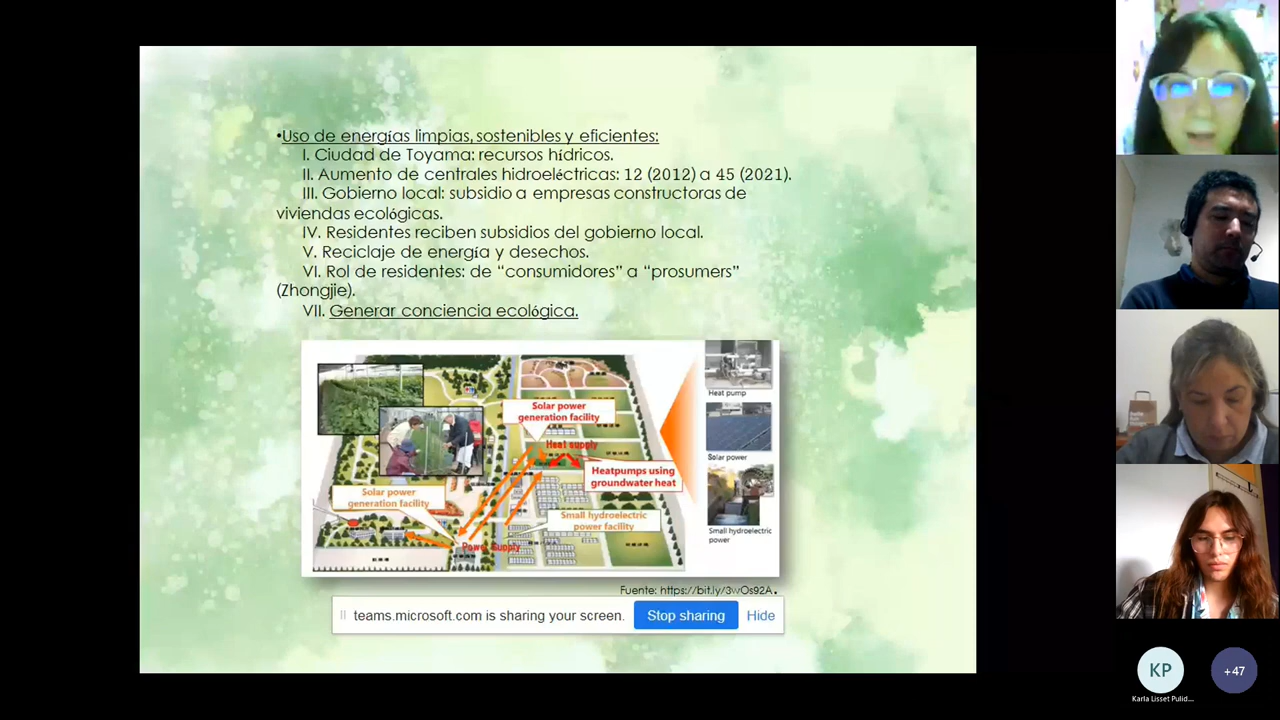 •Uso de energías limpias, sostenibles y eficientes:
I. Ciudad de Toyama: recursos hídricos.
II. Aumento de centrales hidroeléctricas: 12 (2012) a 45 (2021).
III. Gobierno local: subsidio a empresas constructoras de
viviendas ecológicas.
IV. Residentes reciben subsidios del gobierno local.
V. Reciclaje de energía y desechos.
VI. Rol de residentes: de “consumidores” a “prosumers”
(Zhongjie).
VII. Generar conciencia ecológica.
Heat pump
Solar power
generation facility
Heat supply
Solar power
Heatpumps using
groundwater heat
Solar power
generation facility
Small hydroelectric
power facility
Small hydroelectric
power
Power Supply
Fuente: https://bit.ly/3wOs92A.
teams.microsoft.com is sharing your screen.
Stop sharing
Hide
KP
+47
Karla Lisset Pulid...